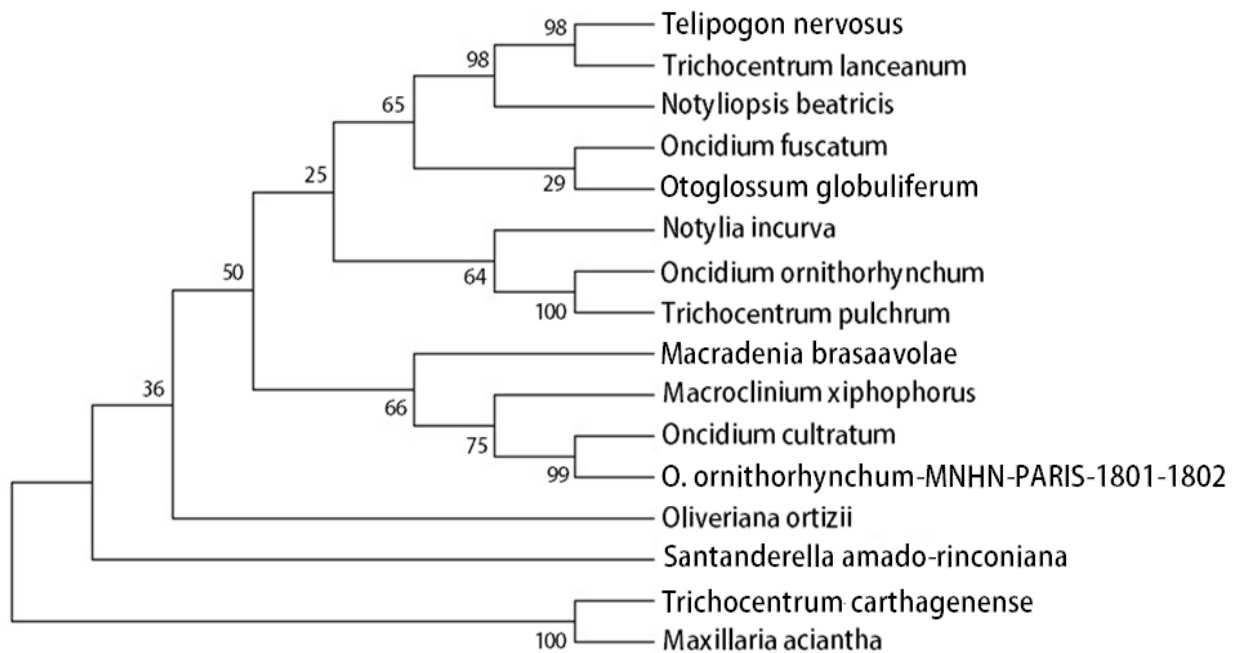 98 Telipogon nervosus
98 Trichocentrum lanceanum
65 Notyliopsis beatricis
Oncidium fuscatum
25
29 Otoglossum globuliferum
Notylia incurva
50 64 Oncidium ornithorhynchum
100 Trichocentrum pulchrum
Macradenia brasaavolae
36
66 Macroclinium xiphophorus
75 Oncidium cultratum
99 O. ornithorhynchum-MNHN-PARIS-1801-1802
Oliveriana ortizii
Santanderella amado-rinconiana
Trichocentrum carthagenense
100 Maxillaria aciantha